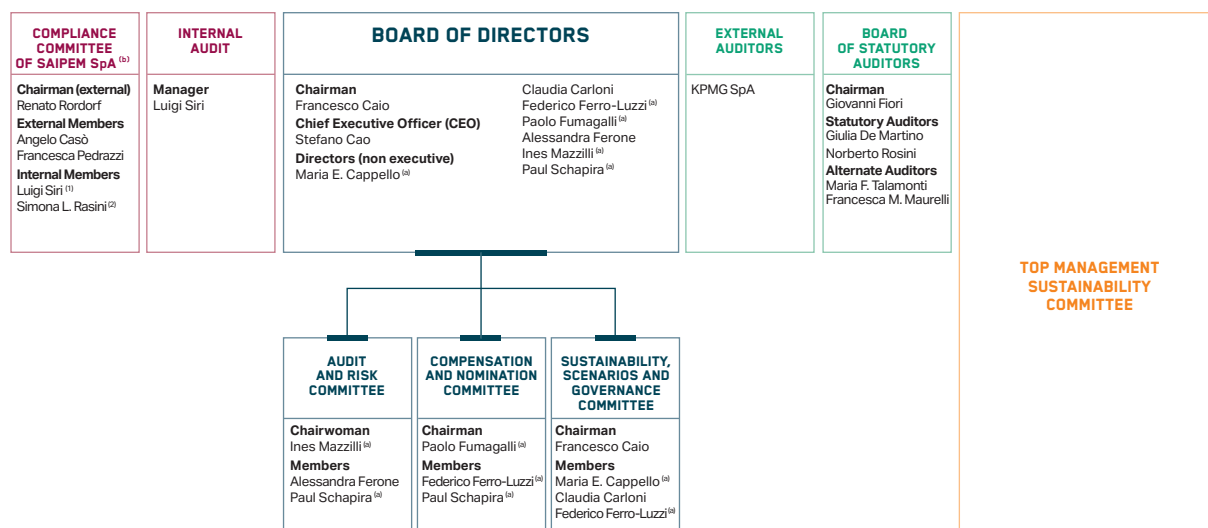 COMPLIANCE
COMMITTEE
OF SAIPEM SpA (b)
Chairman (external)
Renato Rordorf
External Members
Angelo Casò
Francesca Pedrazzi
Internal Members
Luigi Siri (1)
Simona L. Rasini (2)
INTERNAL
AUDIT
Manager
Luigi Siri
BOARD OF DIRECTORS
Chairman
Francesco Caio
Chief Executive Officer (CEO)
Stefano Cao
Directors (non executive)
Maria E. Cappello (a)
Claudia Carloni
Federico Ferro-Luzzi (a)
Paolo Fumagalli (a)
Alessandra Ferone
Ines Mazzilli (a)
Paul Schapira (a)
EXTERNAL
AUDITORS
KPMG SpA
BOARD
OF STATUTORY
AUDITORS
Chairman
Giovanni Fiori
Statutory Auditors
Giulia De Martino
Norberto Rosini
Alternate Auditors
Maria F. Talamonti
Francesca M. Maurelli
TOP MANAGEMENT
SUSTAINABILITY
COMMITTEE
AUDIT
AND RISK
COMMITTEE
Chairwoman
Ines Mazzilli (a)
Members
Alessandra Ferone
Paul Schapira (a)
COMPENSATION
AND NOMINATION
COMMITTEE
Chairman
Paolo Fumagalli (a)
Members
Federico Ferro-Luzzi (a)
Paul Schapira (a)
SUSTAINABILITY,
SCENARIOS AND
GOVERNANCE
COMMITTEE
Chairman
Francesco Caio
Members
Maria E. Cappello (a)
Claudia Carloni
Federico Ferro-Luzzi (a)